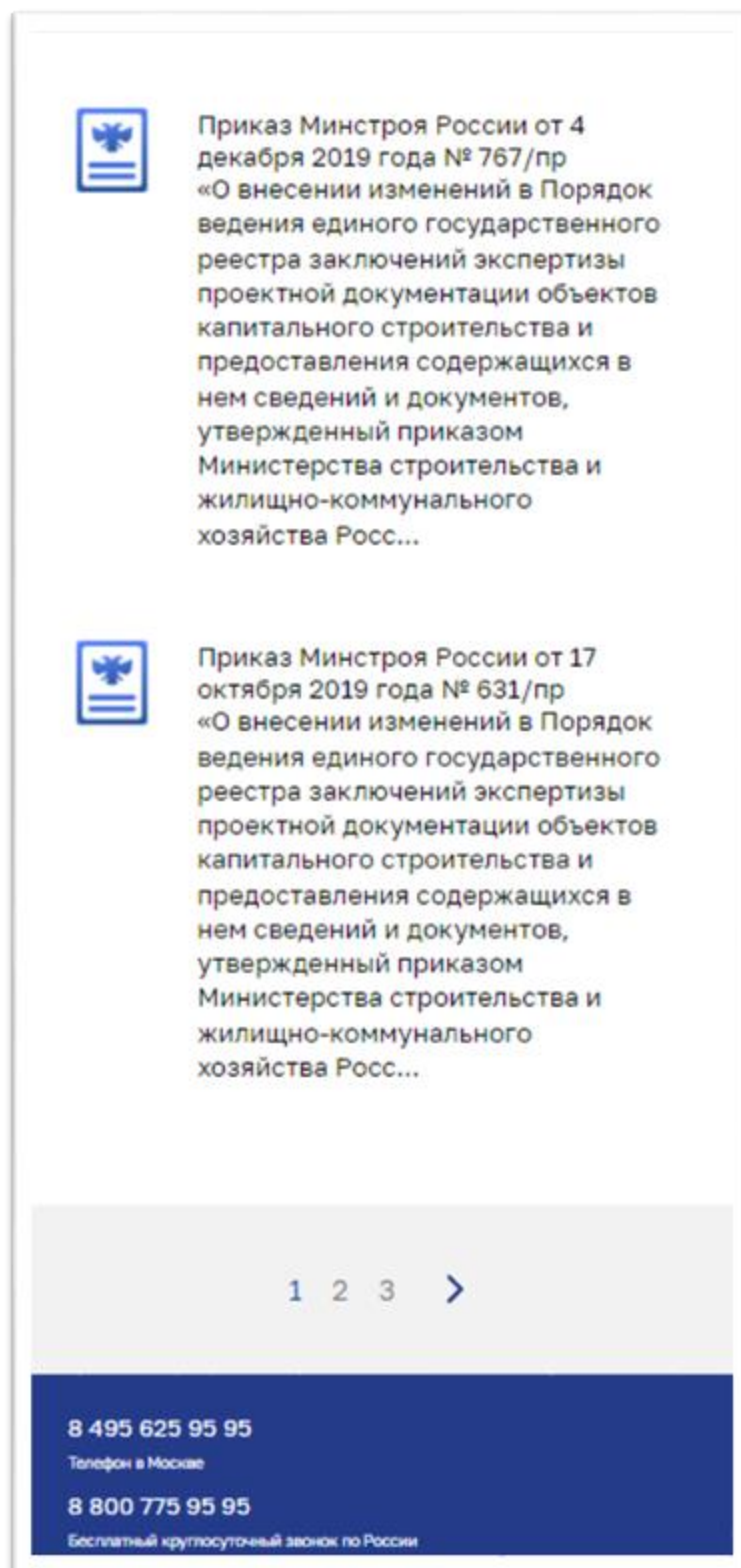 Приказ Минстроя России от 4
декабря 2019 года № 767/пр
«О внесении изменений в Порядок
ведения единого государственного
реестра заключений экспертизы
проектной документации объектов
капитального строительства и
предоставления содержащихся в
нем сведений и документов,
утвержденный приказом
Министерства строительства и
жилищно-коммунального
хозяйства Росс...
Приказ Минстроя России от 17
октября 2019 года № 631/пр
«О внесении изменений в Порядок
ведения единого государственного
реестра заключений экспертизы
проектной документации объектов
капитального строительства и
предоставления содержащихся в
нем сведений и документов,
утвержденный приказом
Министерства строительства и
жилищно-коммунального
хозяйства Росс...
1 2 3
8 495 625 95 95
Телефон в Москве
8 800 775 95 95
Бесплатный круглосуточный звонок по России